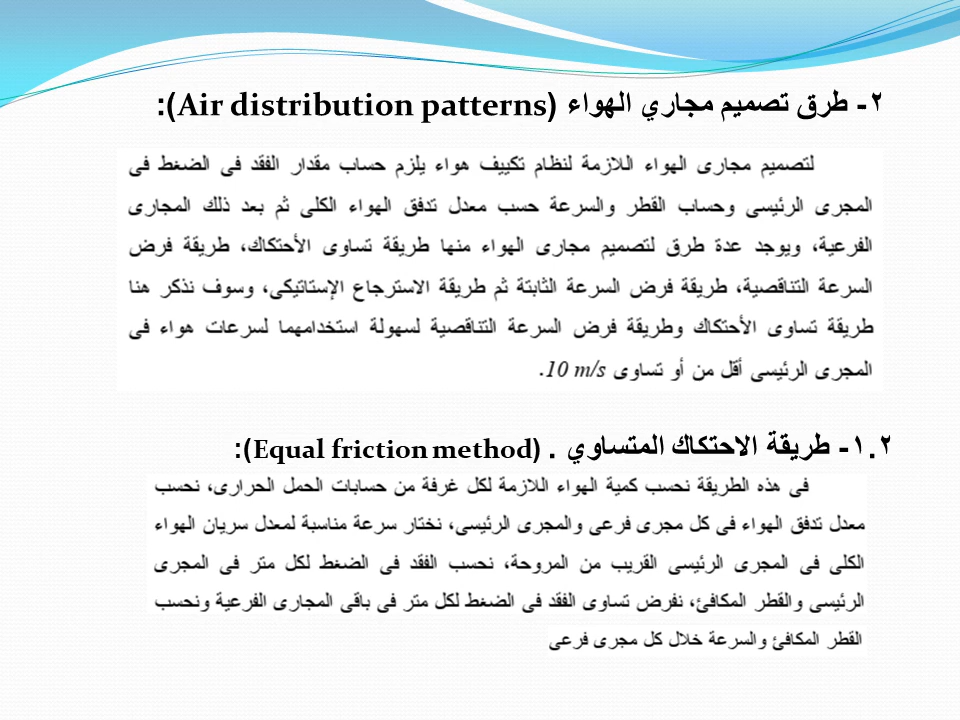 ٢- طرق تصميم مجاري الهواء (Air distribution patterns):
لتصميم مجارى الهواء اللازمة لنظام تكييف هواء يلزم حساب مقدار الفقد فى الضغط فى
المجرى الرئيسى وحساب القطر والسرعة حسب معدل تدفق الهواء الكلى ثم بعد ذلك المجارى
الفرعية، ويوجد عدة طرق لتصميم مجارى الهواء منها طريقة تساوى الأحتكاك، طريقة فرض
السرعة التناقصية، طريقة فرض السرعة الثابتة ثم طريقة الاسترجاع الإستاتيكى، وسوف نذكر هنا
طريقة تساوى الأحتكاك وطريقة فرض السرعة التناقصية لسهولة استخدامهما لسرعات هواء فى
المجرى الرئيسى أقل من أو تساوى 10 m/s.
١.٢- طريقة الاحتكاك المتساوي . (Equal friction method):
فى هذه الطريقة نحسب كمية الهواء اللازمة لكل غرفة من حسابات الحمل الحرارى، نحسب
معدل تدفق الهواء فى كل مجرى فرعى والمجرى الرئيسى، نختار سرعة مناسبة لمعدل سريان الهواء
الكلى فى المجرى الرئيسى القريب من المروحة، نحسب الفقد فى الضغط لكل متر فى المجرى
الرئيسى والقطر المكافئ، نفرض تساوى الفقد فى الضغط لكل متر فى باقى المجارى الفرعية ونحسب
القطر المكافئ والسرعة خلال كل مجرى فرعى